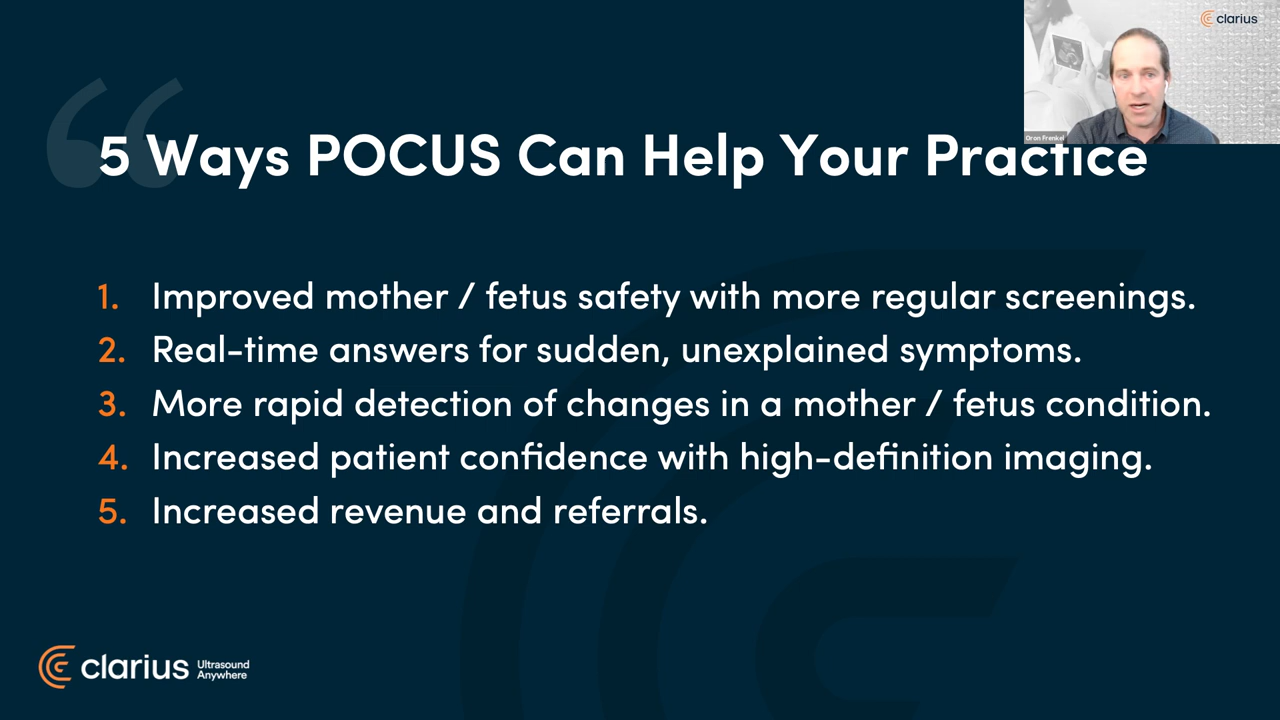 clarius
Oron Frenkel
5 Ways POCUS Can Help Your Practice
1. Improved mother / fetus safety with more regular screenings.
2. Real-time answers for sudden, unexplained symptoms.
3. More rapid detection of changes in a mother / fetus condition.
4. Increased patient confidence with high-definition imaging.
5. Increased revenue and referrals.
clarius Ultrasound
Anywhere